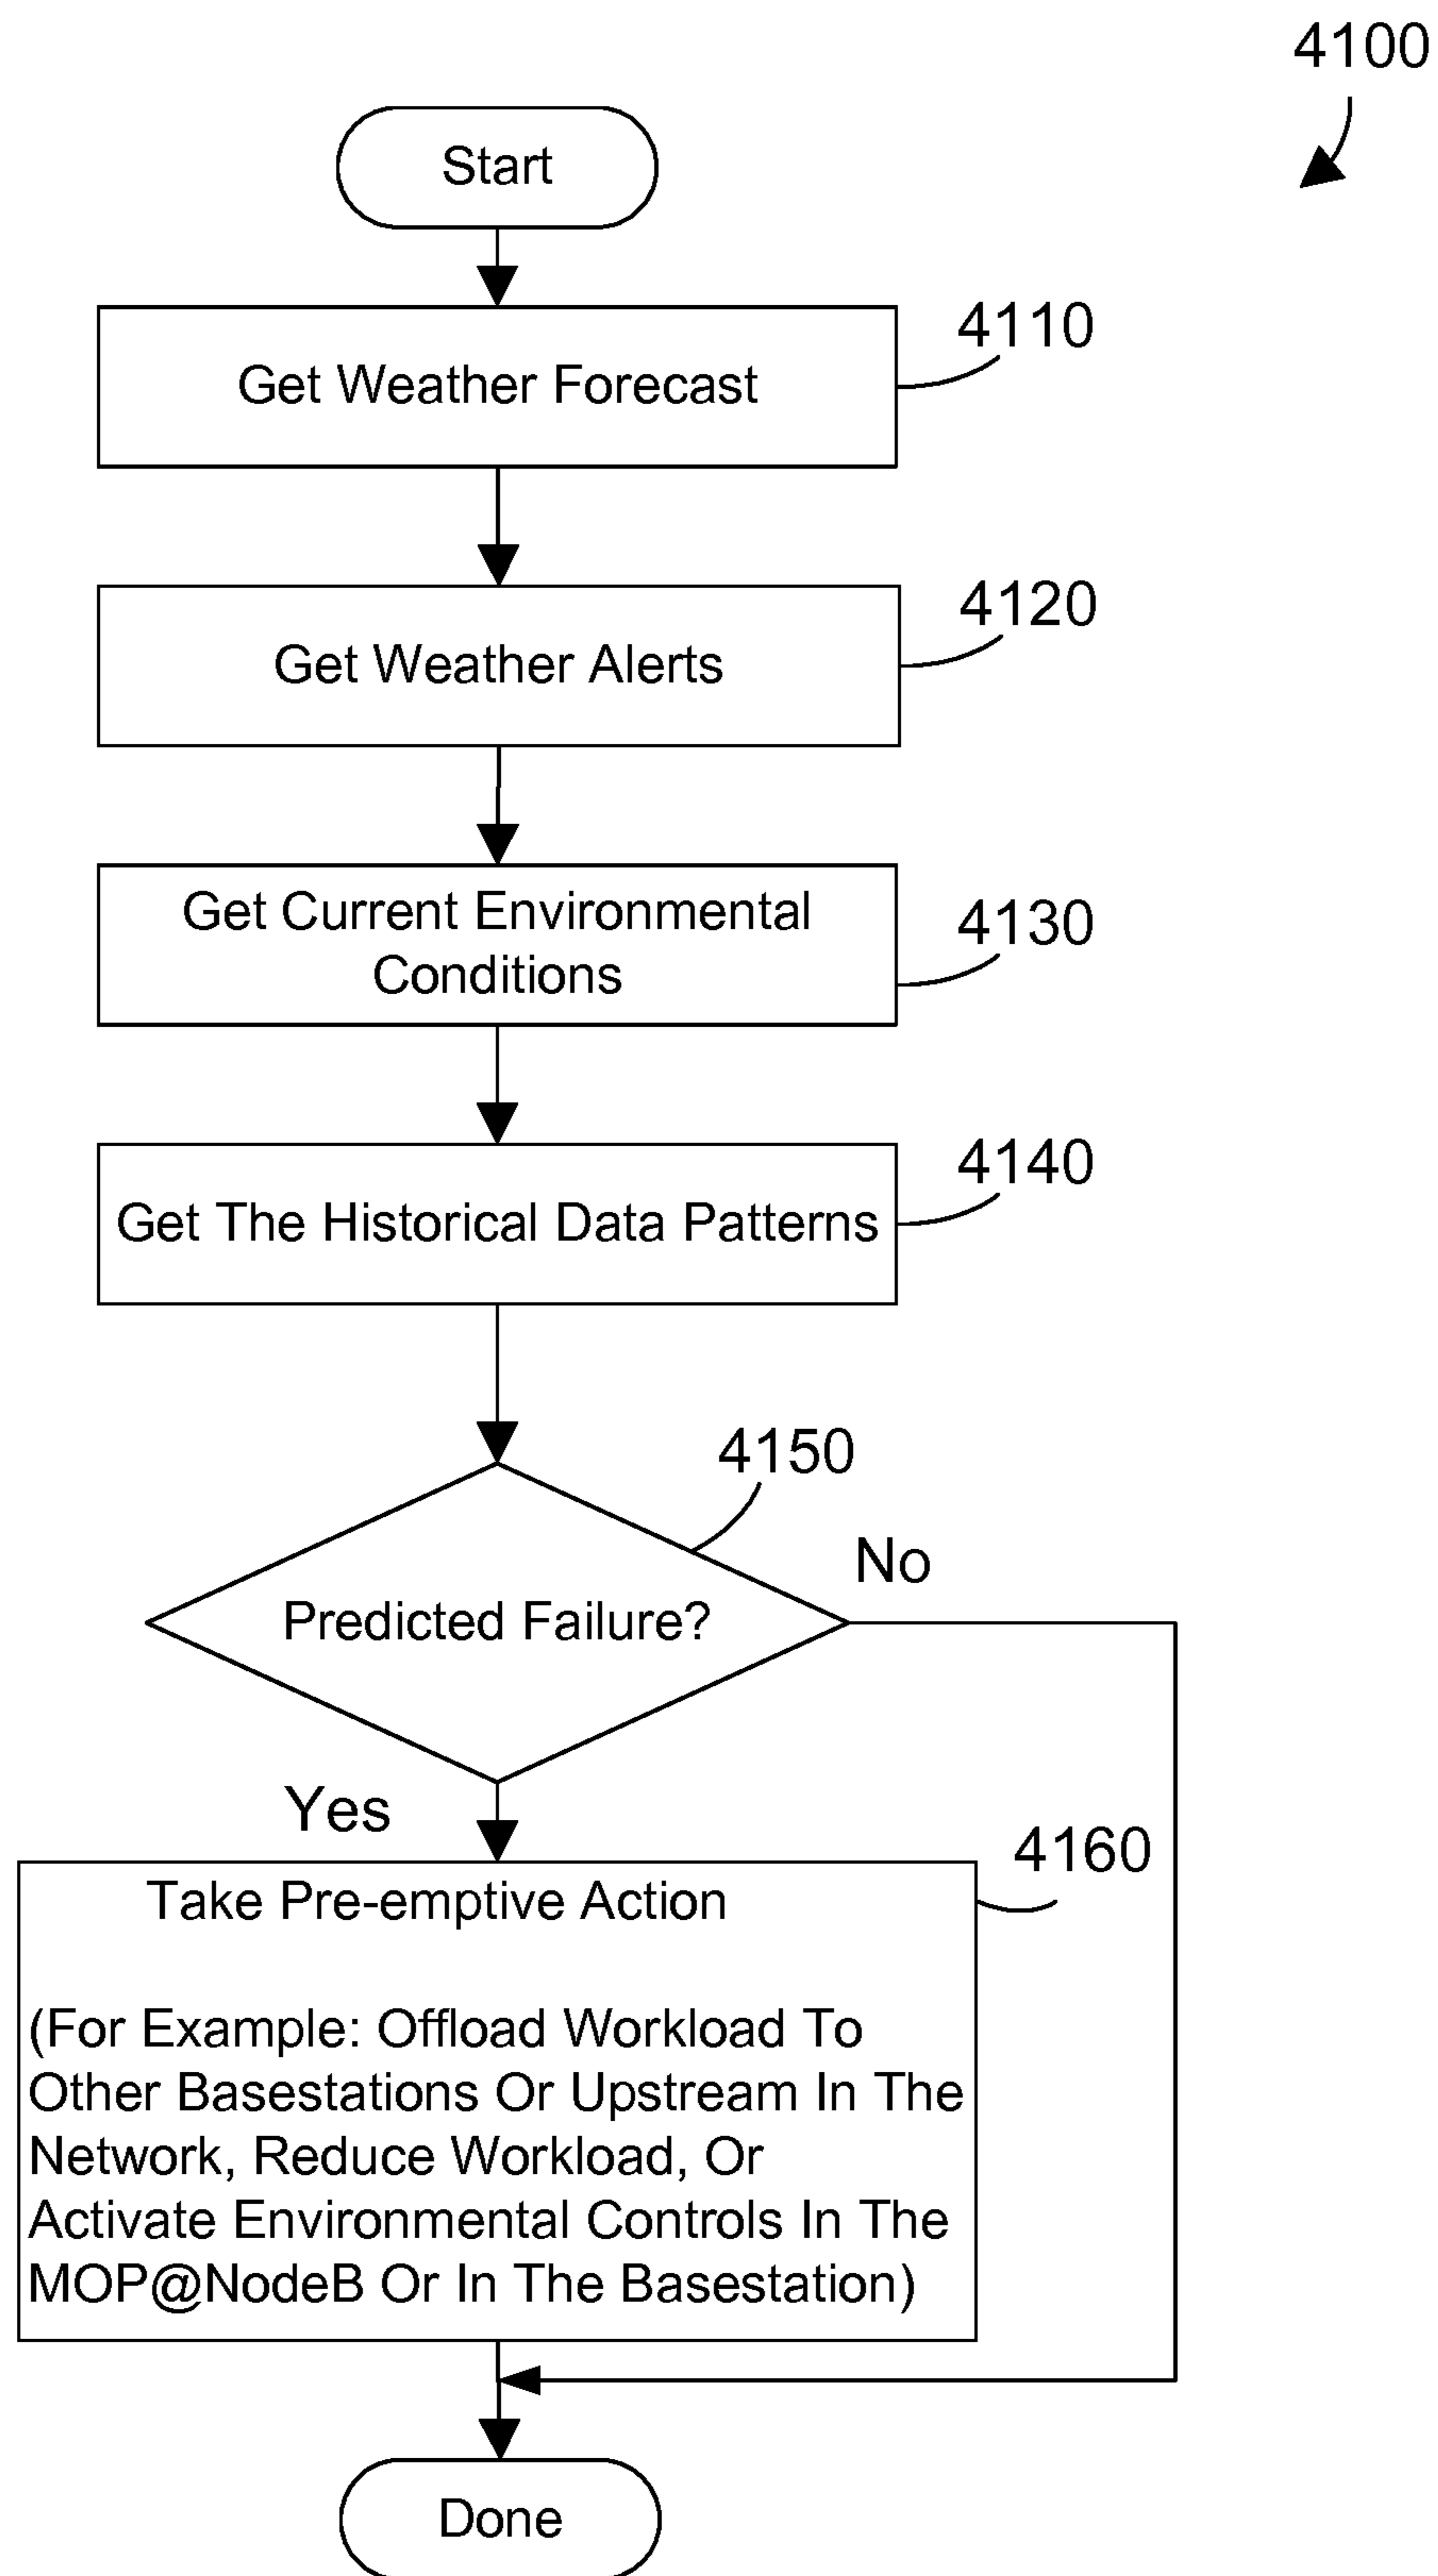 4100
Start
4110
Get Weather Forecast
4120
Get Weather Alerts
Get Current Environmental
Conditions
4130
4140
Get The Historical Data Patterns
4150
No
Predicted Failure?
Yes
4160
Take Pre-emptive Action
(For Example: Offload Workload To
Other Basestations Or Upstream In The
Network, Reduce Workload, Or
Activate Environmental Controls In The
MOP@NodeB Or In The Basestation)
Done